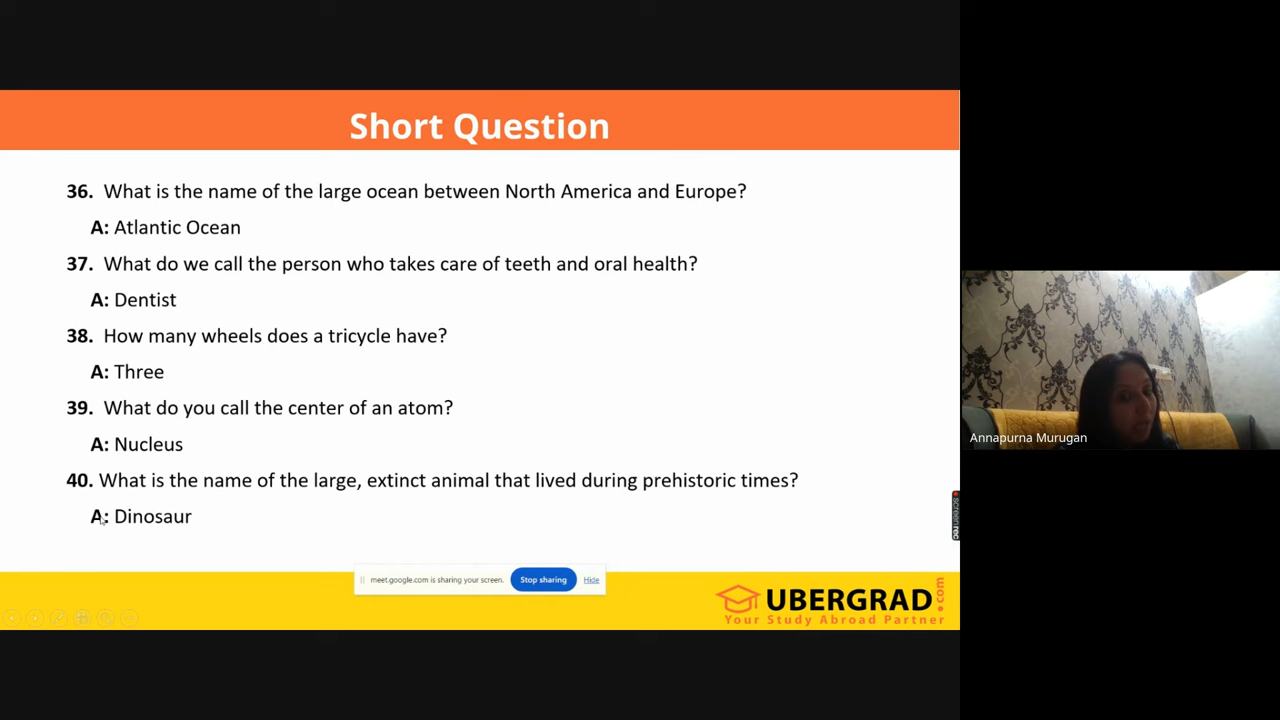 Short Question
36. What is the name of the large ocean between North America and Europe?
A: Atlantic Ocean
37. What do we call the person who takes care of teeth and oral health?
A: Dentist
38. How many wheels does a tricycle have?
A: Three
39. What do you call the center of an atom?
A: Nucleus
40. What is the name of the large, extinct animal that lived during prehistoric times?
A: Dinosaur
meet.google.com is sharing your screen.
Stop sharing
Hide
UBERGRAD.com
Your Study Abroad Partner
Annapurna Murugan
screenrec